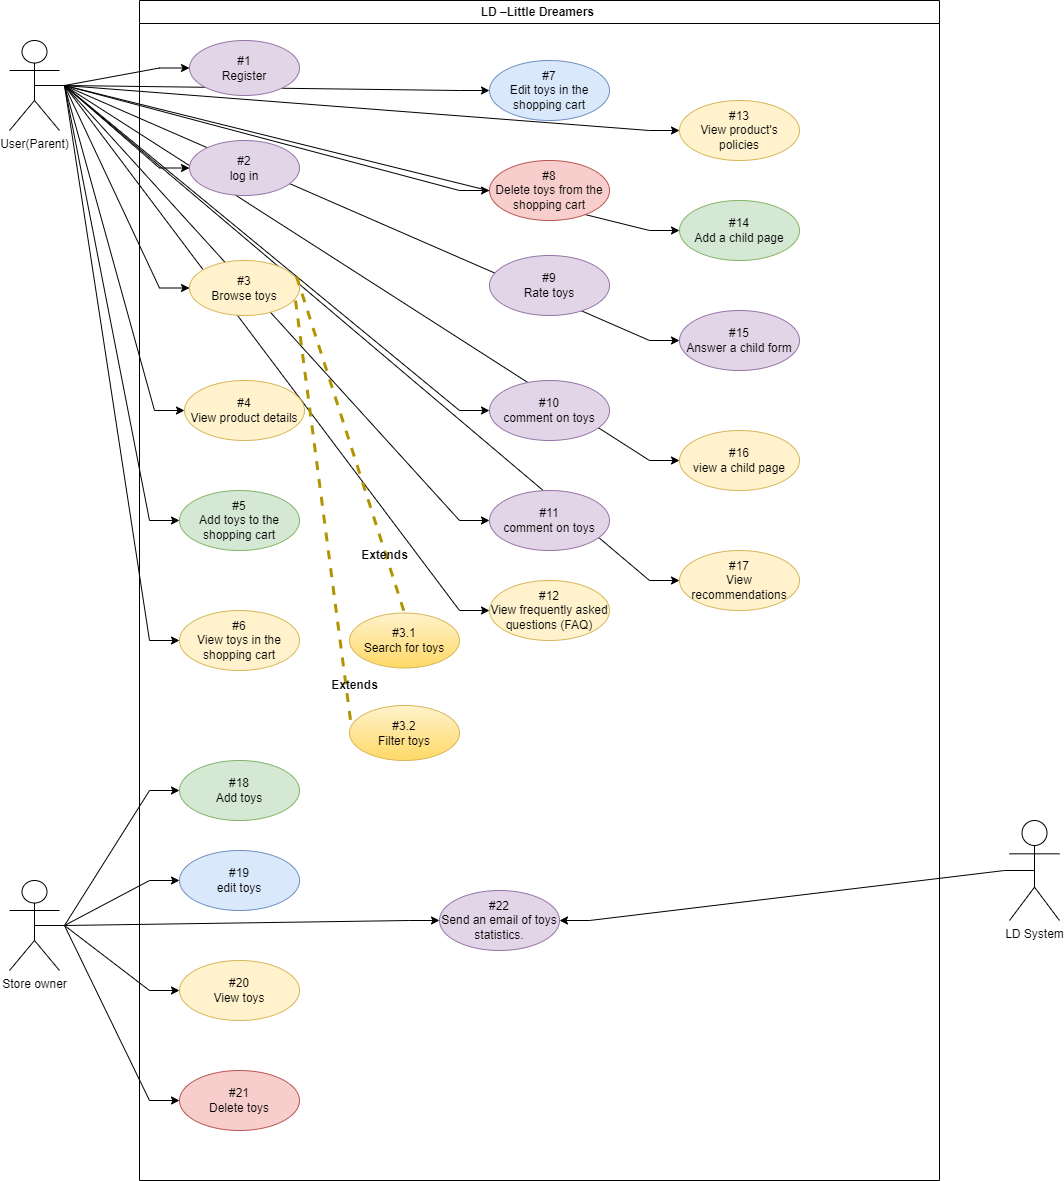 LD –Little Dreamers
User(Parent)
#1
Register
#2
log in
#3
Browse toys
#4
View product details
#5
Add toys to the
shopping cart
#6
View toys in the
shopping cart
#7
Edit toys in the
shopping cart
#8
Delete toys from the
shopping cart
#9
Rate toys
#10
comment on toys
#11
comment on toys
#12
View frequently asked
questions (FAQ)
#13
View product's
policies
#14
Add a child page
#15
Answer a child form
#16
view a child page
#17
View
recommendations
Extends
#3.1
Search for toys
Extends
#3.2
Filter toys
#18
Add toys
#19
edit toys
Store owner
#20
View toys
#21
Delete toys
#22
Send an email of toys
statistics.
LD System